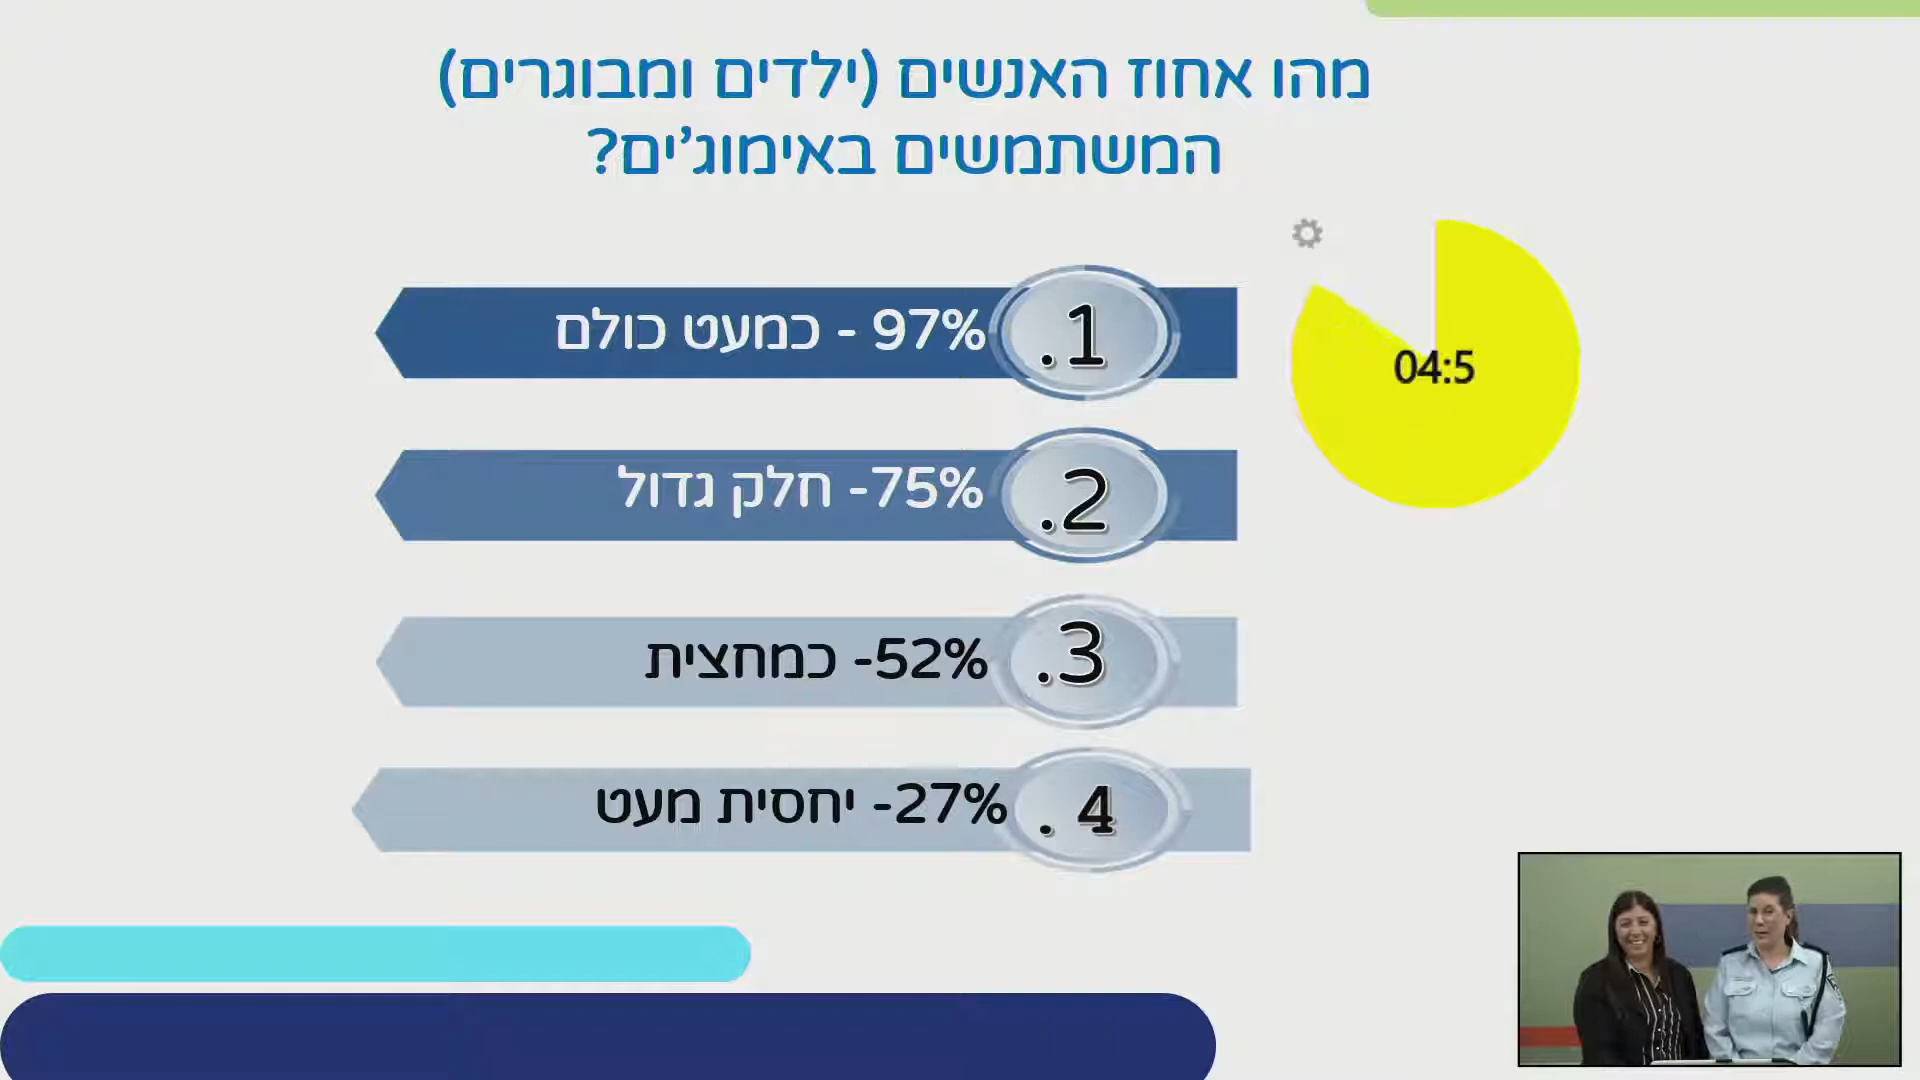 מהו אחוז האנשים (ילדים ומבוגרים)
המשתמשים באימוג'ים?
04:5
1. 97% - כמעט כולם
2. 75%- חלק גדול
3. 52%- כמחצית
4. 27%- יחסית מעט